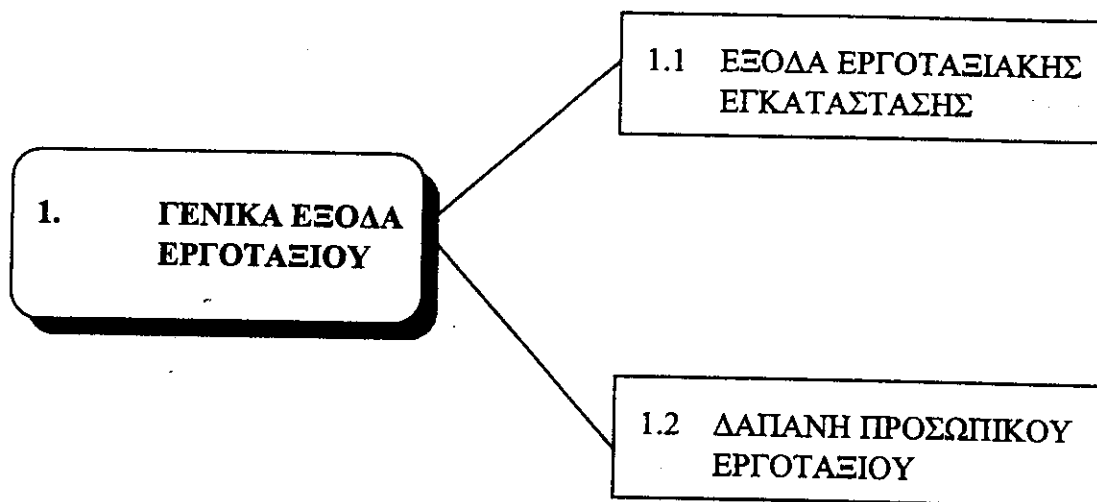 1.1 ΕΞΟΔΑ ΕΡΓΟΤΑΞΙΑΚΗΣ
ΕΓΚΑΤΑΣΤΑΣΗΣ
1. ΓΕΝΙΚΑ ΕΞΟΔΑ
ΕΡΓΟΤΑΞΙΟΥ
1.2 ΔΑΠΑΝΗ ΠΡΟΣΩΠΙΚΟΥ
ΕΡΓΟΤΑΞΙΟΥ